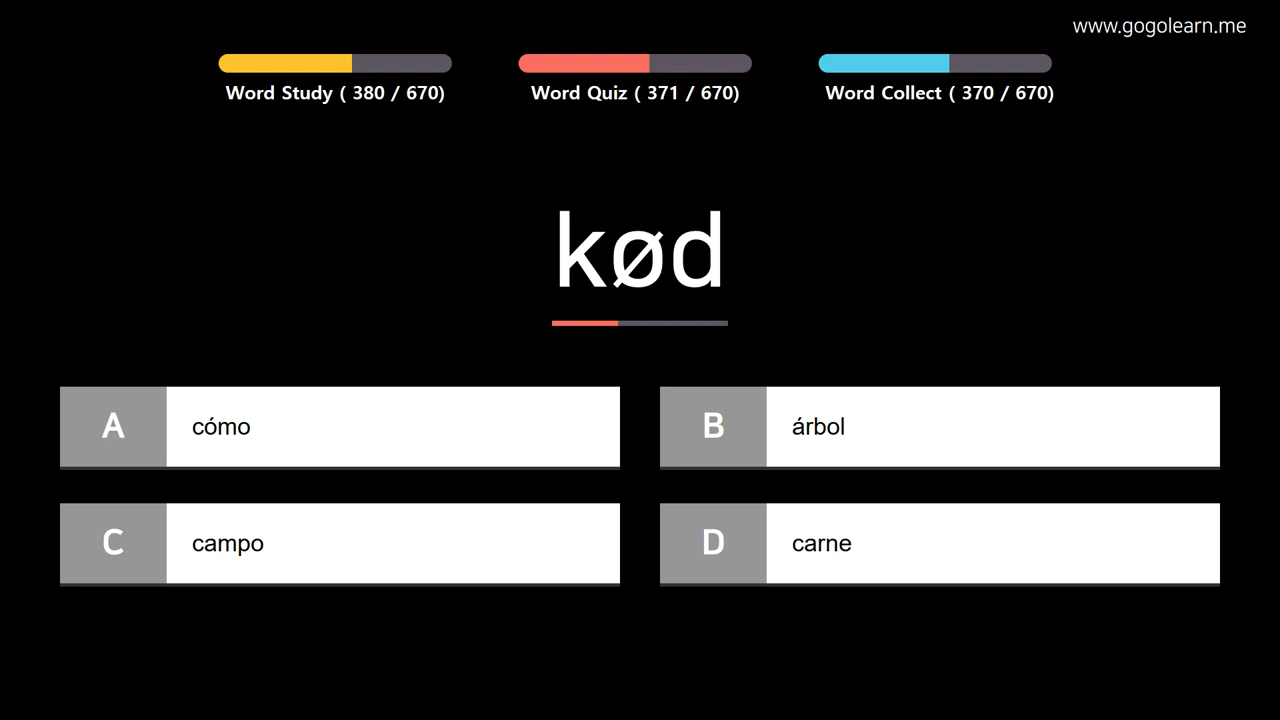 www.gogolearn.me
Word Study ( 380 / 670) Word Quiz ( 371 / 670) Word Collect ( 370 / 670)
kød
A cómo B árbol
C campo D carne